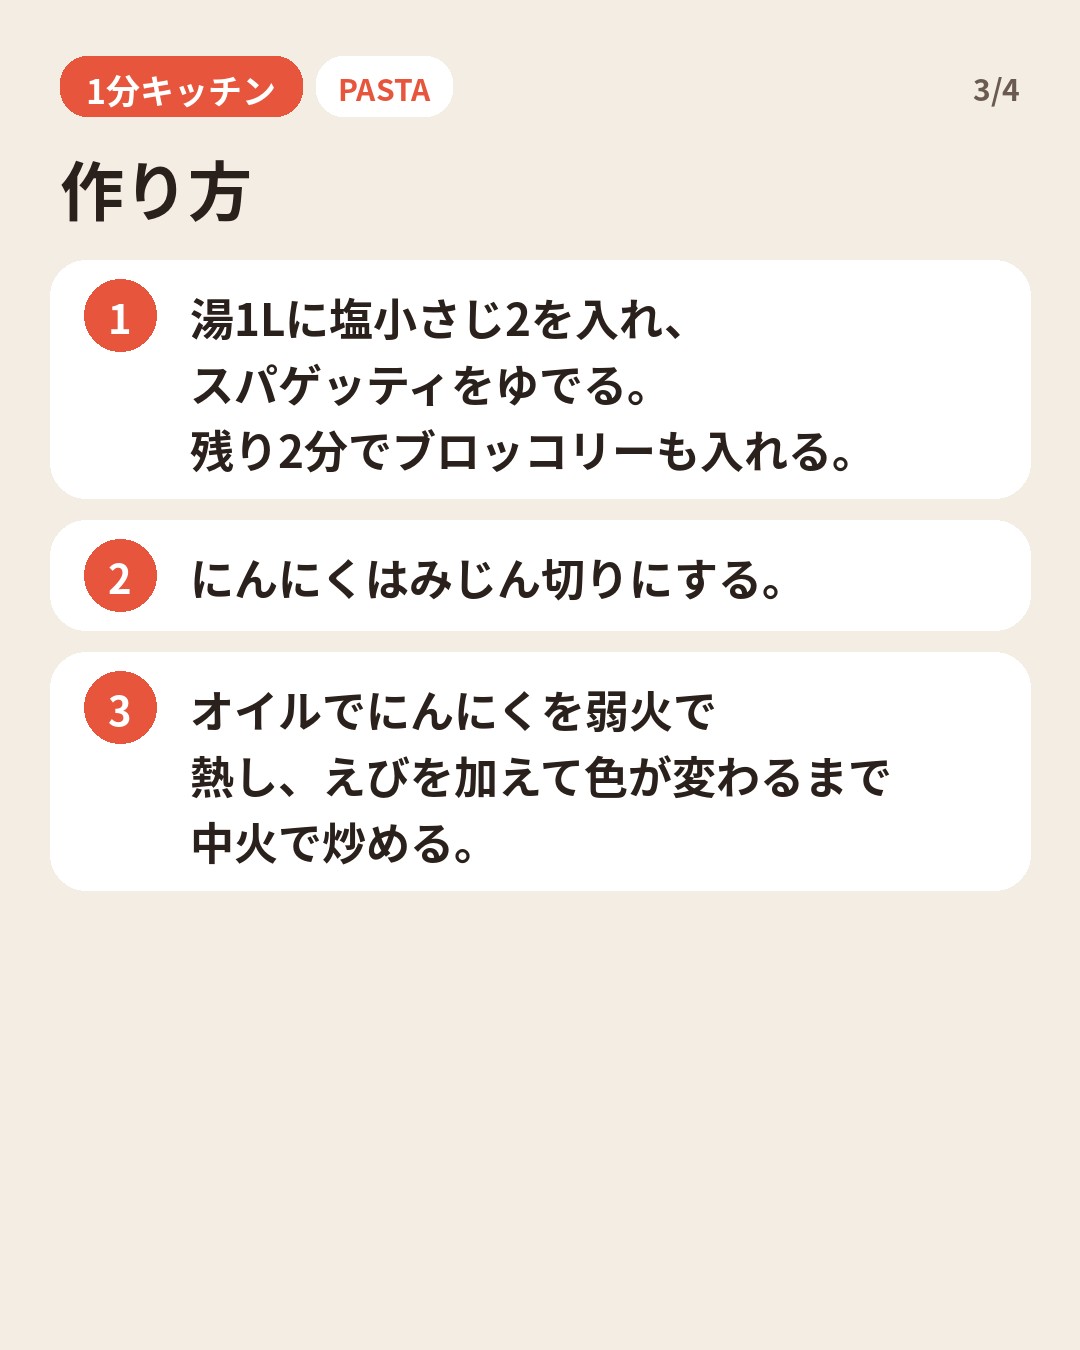 1分キッチン
PASTA
3/4
作り方
1
湯1Lに塩小さじ2を入れ、
スパゲッティをゆでる。
残り2分でブロッコリーも入れる。
2
にんにくはみじん切りにする。
3
オイルでにんにくを弱火で
熱し、えびを加えて色が変わるまで
中火で炒める。